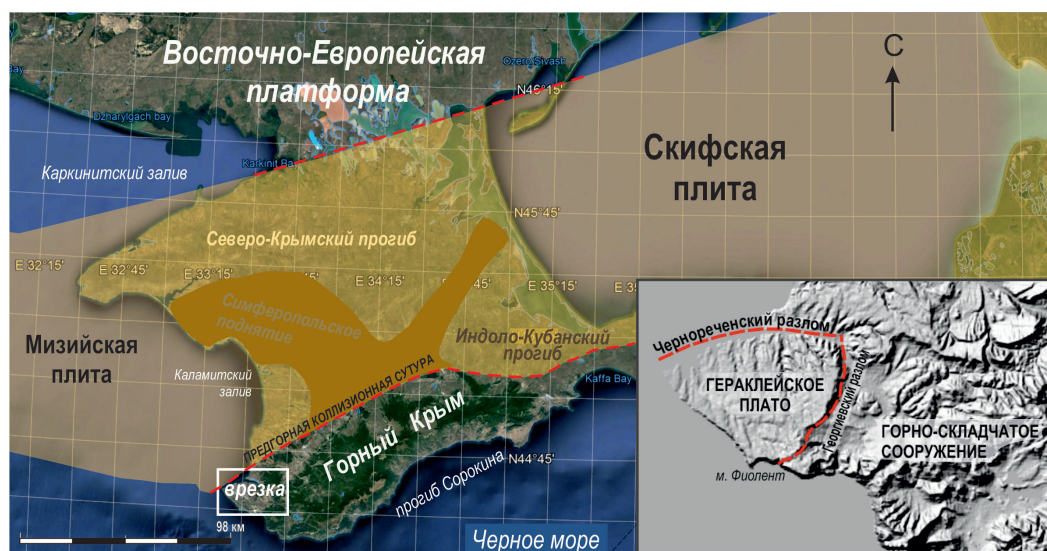 Восточно-Европейская
платформа
Ozero Sivash
N46°15'
С
Dzharylgach bay
Karkinit Ba
Каркинитский залив
Скифская
плита
N45°45'
Северо-Крымский прогиб
E 32°15'
E 32°45'
E 33°15'
E 34°15'
E 35°15'
Симферопольское
поднятие
Индоло-Кубанский
прогиб
Мизийская
плита
Каламитский
залив
Kaffa Bay
ПРЕДГОРНАЯ КОЛЛИЗИОННАЯ СУТУРА
Горный Крым
N44°45'
прогиб Сорокина
врезка
98 км
Черное море
Чернореченский разлом
ГЕРАКЛЕЙСКОЕ
ПЛАТО
Георгиевский разлом
ГОРНО-СКЛАДЧАТОЕ
СООРУЖЕНИЕ
м. Фиолент